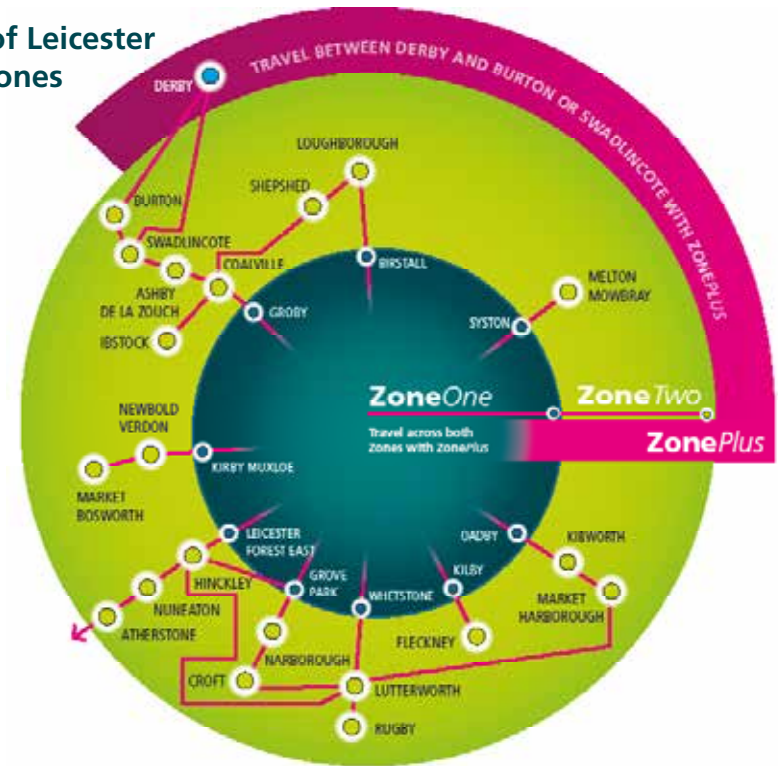 of Leicester
ones
TRAVEL BETWEEN DERBY AND BURTON OR SWADLINCOTE WITH ZONEPLUS
DERBY
LOUGHBOROUGH
SHEPSHED
BURTON
SWADLINCOTE
COALVILLE
BIRSTALL
MELTON
MOWBRAY
ASHBY
DE LA ZOUCH
GROBY
SYSTON
IBSTOCK
ZoneOne
ZoneTwo
NEWBOLD
VERDON
Travel across both
Zones with ZonePlus
ZonePlus
KIRBY MUXLOE
MARKET
BOSWORTH
LEICESTER
FOREST EAST
OADBY
KIBWORTH
HINCKLEY
GROVE
PARK
WHETSTONE
KILBY
MARKET
HARBOROUGH
NUNEATON
ATHERSTONE
FLECKNEY
NARBOROUGH
CROFT
LUTTERWORTH
RUGBY